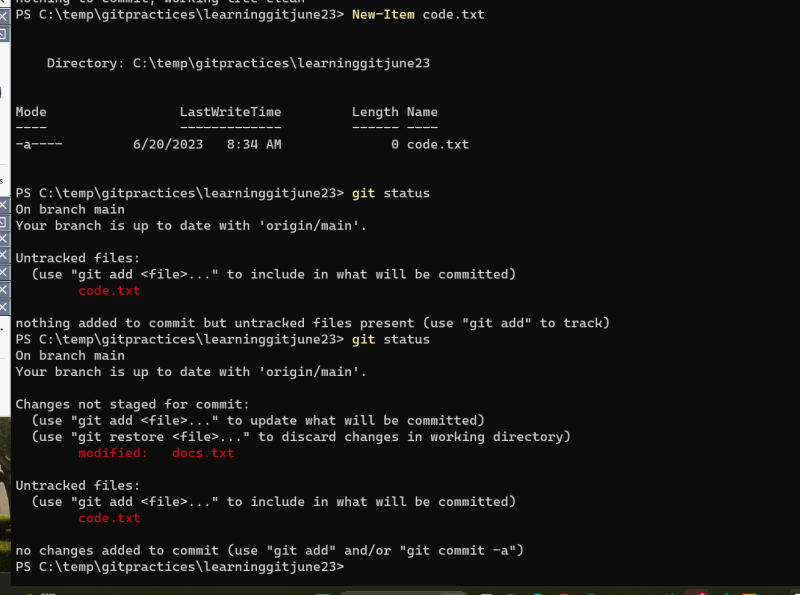 nothing to commit, working tree clean
PS C:\temp\gitpractices\learninggitjune23> New-Item code.txt
Directory: C:\temp\gitpractices\learninggitjune23
Mode                 LastWriteTime         Length Name
----                 -------------         ------ ----
-a----         6/20/2023   8:34 AM              0 code.txt
PS C:\temp\gitpractices\learninggitjune23> git status
On branch main
Your branch is up to date with 'origin/main'.
Untracked files:
(use "git add <file>..." to include in what will be committed)
code.txt
nothing added to commit but untracked files present (use "git add" to track)
PS C:\temp\gitpractices\learninggitjune23> git status
On branch main
Your branch is up to date with 'origin/main'.
Changes not staged for commit:
(use "git add <file>..." to update what will be committed)
(use "git restore <file>..." to discard changes in working directory)
modified:   docs.txt
Untracked files:
(use "git add <file>..." to include in what will be committed)
code.txt
no changes added to commit (use "git add" and/or "git commit -a")
PS C:\temp\gitpractices\learninggitjune23>